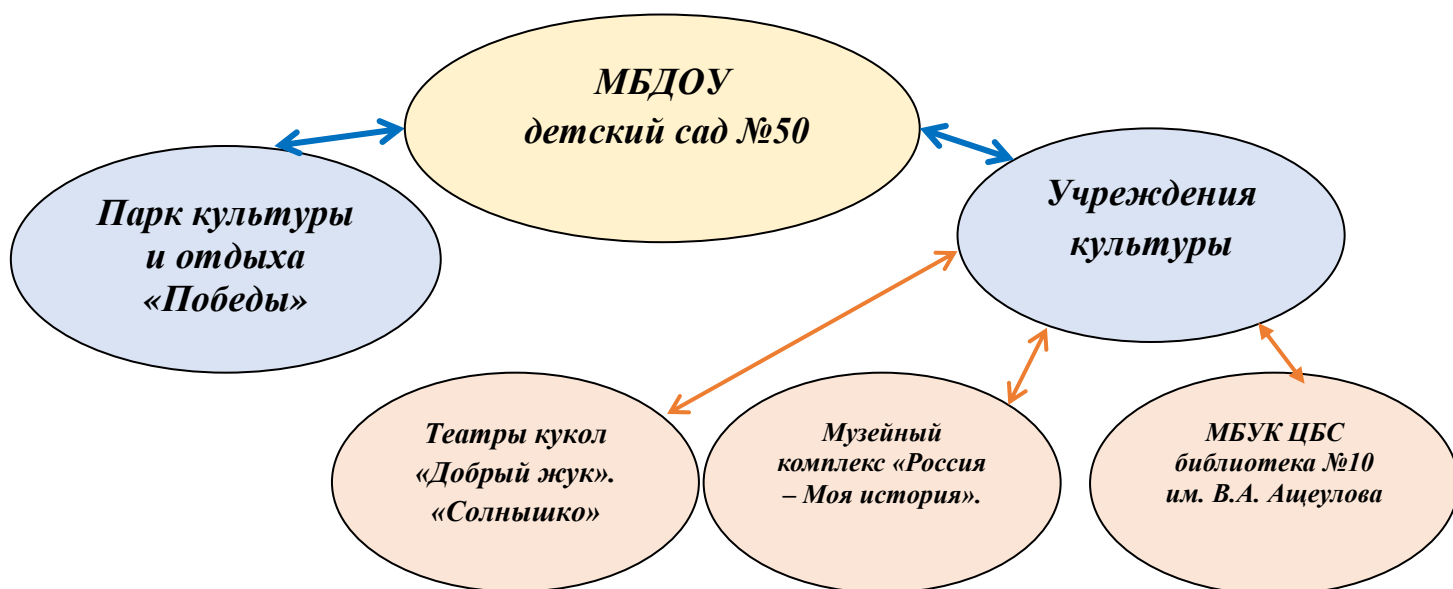 МБДОУ
детский сад №50
Парк культуры
и отдыха
«Победы»
Учреждения
культуры
Театры кукол
«Добрый жук».
«Солнышко»
Музейный
комплекс «Россия
– Моя история».
МБУК ЦБС
библиотека №10
им. В.А. Ащеулова